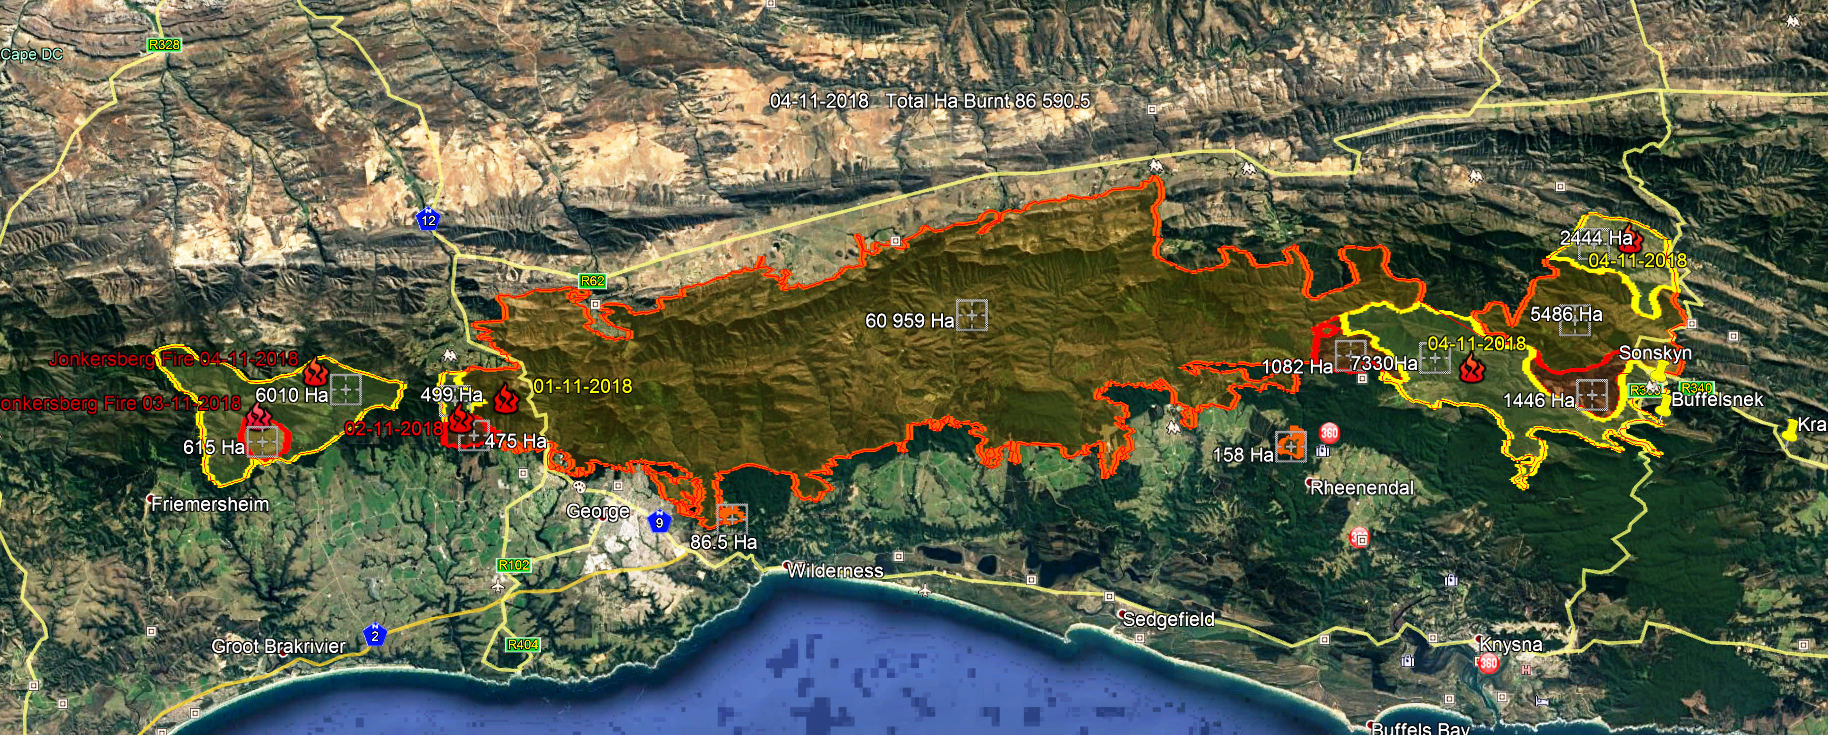 R328
Cape DC
04-11-2018 Total Ha Burnt 86 590.5
N
12
2444 Ha
04-11-2018
R62
60 959 Ha
5486 Ha
04-11-2018
Jonkersberg Fire 04-11-2018
Sonskyn
1082 Ha
7330Ha
01-11-2018
6010 Ha
499 Ha
R340
1446 Ha
Buffelsnek
onkersberg Fire 03-11-2018
Kra
02-11-2018
475 Ha
615 Ha
360
158 Ha
Rheenendal
Friemersheim
George
N
9
86.5 Ha
R102
Wilderness
Sedgefield
N
2
R404
Groot Brakrivier
Knysna
360
H
Buffels Bay